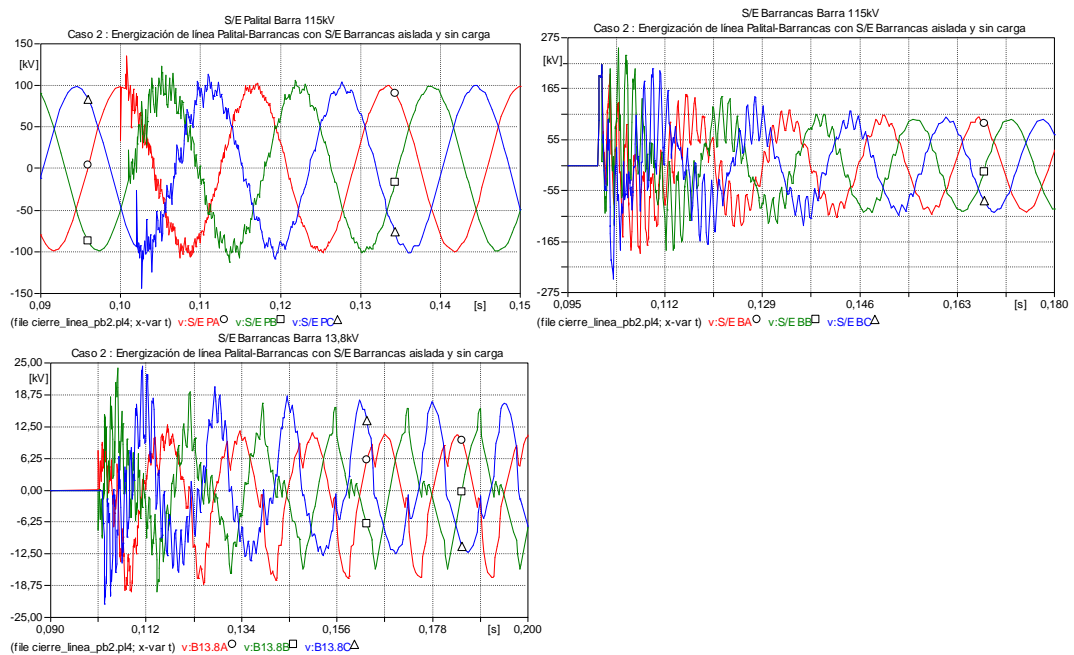 S/E Palital Barra 115kV
Caso 2 : Energización de línea Palital-Barrancas con S/E Barrancas aislada y sin carga
150
[kV]
100
50
0
-50
-100
-150
0,09 0,10 0,11 0,12 0,13 0,14 [s] 0,15
(file cierre_linea_pb2.pl4; x-var t) v:S/E PA v:S/E PB v:S/E PC
S/E Barrancas Barra 115kV
Caso 2 : Energización de línea Palital-Barrancas con S/E Barrancas aislada y sin carga
275
[kV]
165
55
-55
-165
-275
0,095 0,112 0,129 0,146 0,163 [s] 0,180
(file cierre_linea_pb2.pl4; x-var t) v:S/E BA v:S/E BB v:S/E BC
S/E Barrancas Barra 13,8kV
Caso 2 : Energización de línea Palital-Barrancas con S/E Barrancas aislada y sin carga
25,00
[kV]
18,75
12,50
6,25
0,00
-6,25
-12,50
-18,75
-25,00
0,090 0,112 0,134 0,156 0,178 [s] 0,200
(file cierre_linea_pb2.pl4; x-var t) v:B13.8A v:B13.8B v:B13.8C